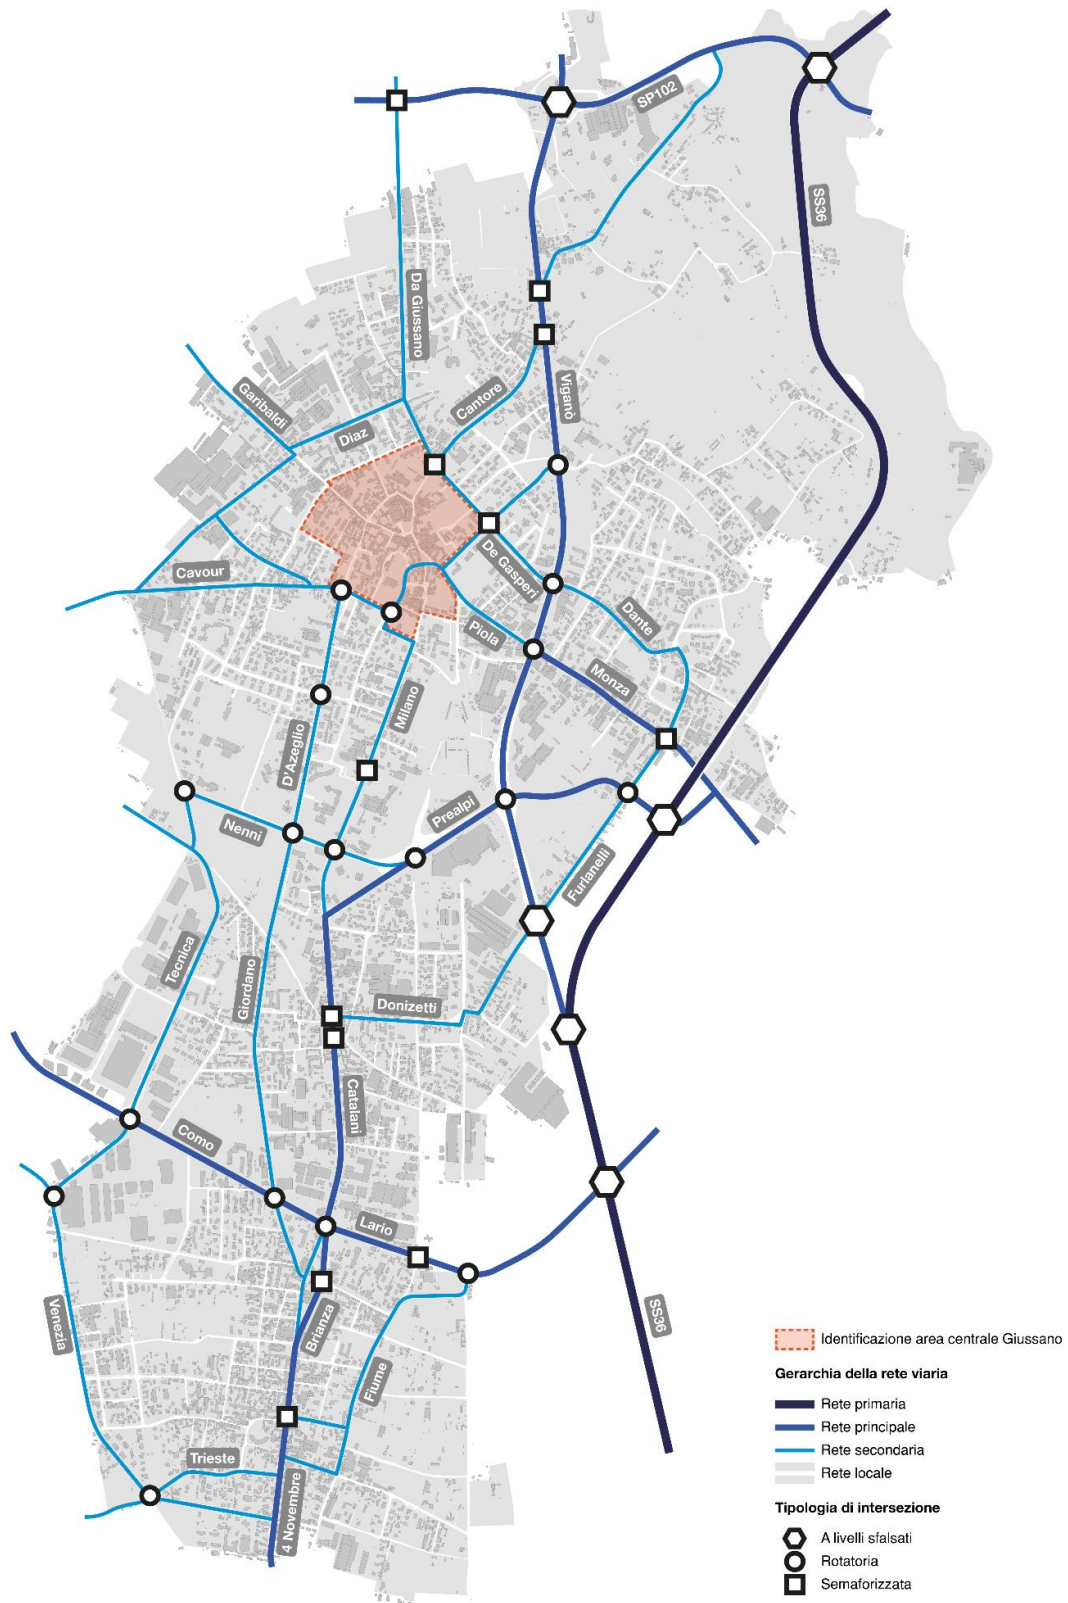 SP102
SS36
Da Giussano
Garibaldi
Diaz
Cantore
Viganò
Cavour
De Gasperi
Dante
Piola
Monza
Milano
D'Azeglio
Nenni
Prealpi
Furlanelli
Tecnica
Giordano
Donizetti
Catalani
Como
Lario
Venezia
Brianza
Fiume
SS36
Trieste
4 Novembre
Identificazione area centrale Giussano
Gerarchia della rete viaria
Rete primaria
Rete principale
Rete secondaria
Rete locale
Tipologia di intersezione
A livelli sfalsati
Rotatoria
Semaforizzata